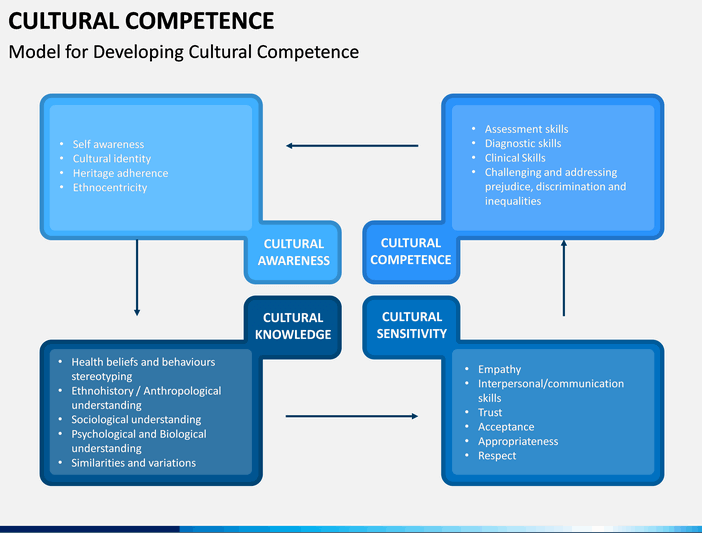 CULTURAL COMPETENCE
Model for Developing Cultural Competence
• Self awareness
• Cultural identity
• Heritage adherence
• Ethnocentricity
CULTURAL
AWARENESS
• Assessment skills
• Diagnostic skills
• Clinical Skills
• Challenging and addressing
prejudice, discrimination and
inequalities
CULTURAL
COMPETENCE
CULTURAL
KNOWLEDGE
• Health beliefs and behaviours
stereotyping
• Ethnohistory / Anthropological
understanding
• Sociological understanding
• Psychological and Biological
understanding
• Similarities and variations
CULTURAL
SENSITIVITY
• Empathy
• Interpersonal/communication
skills
• Trust
• Acceptance
• Appropriateness
• Respect